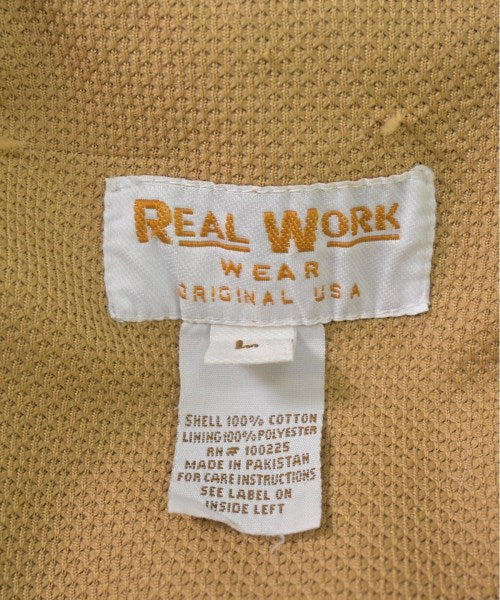 REAL WORK
WEAR
ORIGINAL USA
L
SHELL 100% COTTON
LINING 100% POLYESTER
RN# 100225
MADE IN PAKISTAN
FOR CARE INSTRUCTIONS
SEE LABEL ON
INSIDE LEFT